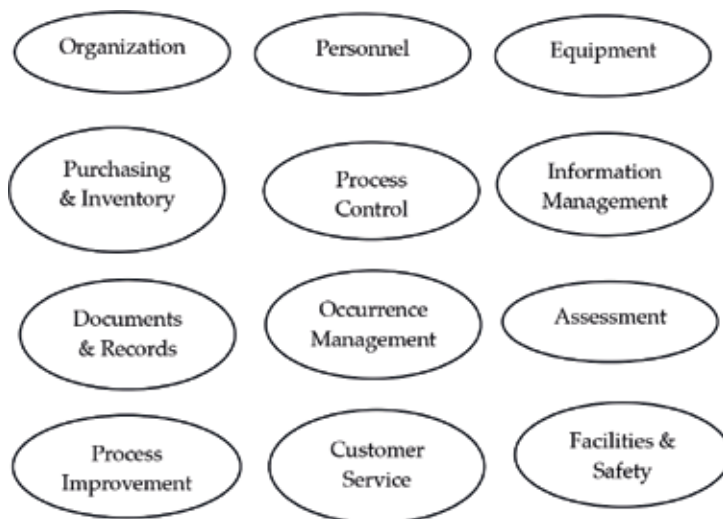 Organization
Personnel
Equipment
Purchasing
& Inventory
Process
Control
Information
Management
Documents
& Records
Occurrence
Management
Assessment
Process
Improvement
Customer
Service
Facilities &
Safety